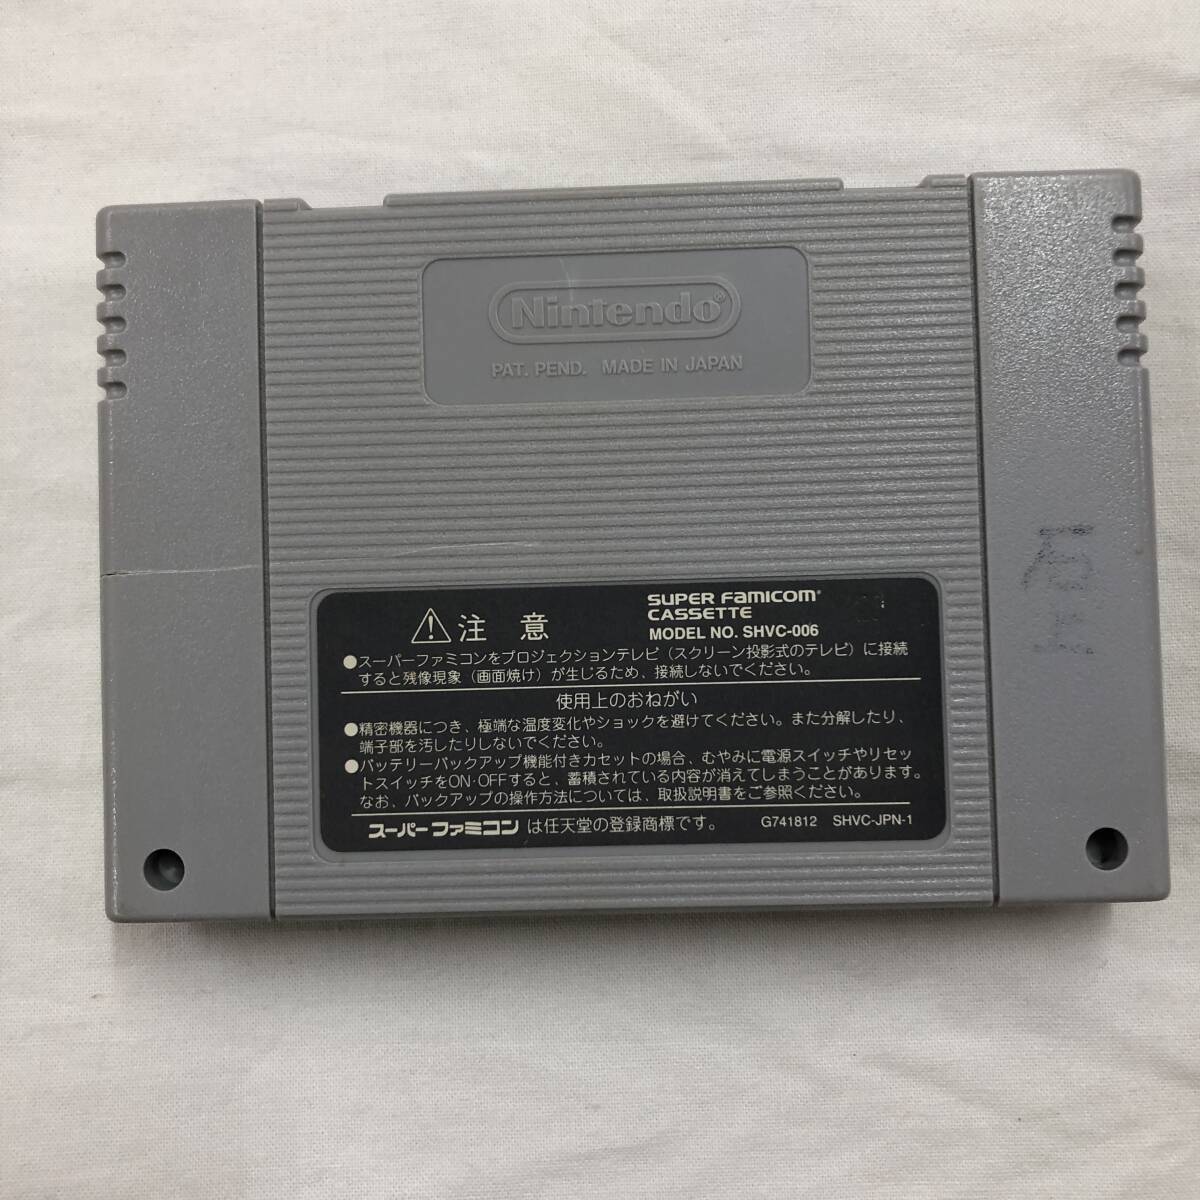 Nintendo®
PAT. PEND. MADE IN JAPAN
注意
SUPER FAMICOM®
CASSETTE
MODEL NO. SHVC-006
●スーパーファミコンをプロジェクションテレビ（スクリーン投影式のテレビ）に接続
すると残像現象（画面焼け）が生じるため、接続しないでください。
使用上のおねがい
●精密機器につき、極端な温度変化やショックを避けてください。また分解したり、
端子部を汚したりしないでください。
●バッテリーバックアップ機能付きカセットの場合、むやみに電源スイッチやリセッ
トスイッチをON·OFFすると、蓄積されている内容が消えてしまうことがあります。
なお、バックアップの操作方法については、取扱説明書をご参照ください。
スーパーファミコンは任天堂の登録商標です。 G741812 SHVC-JPN-1